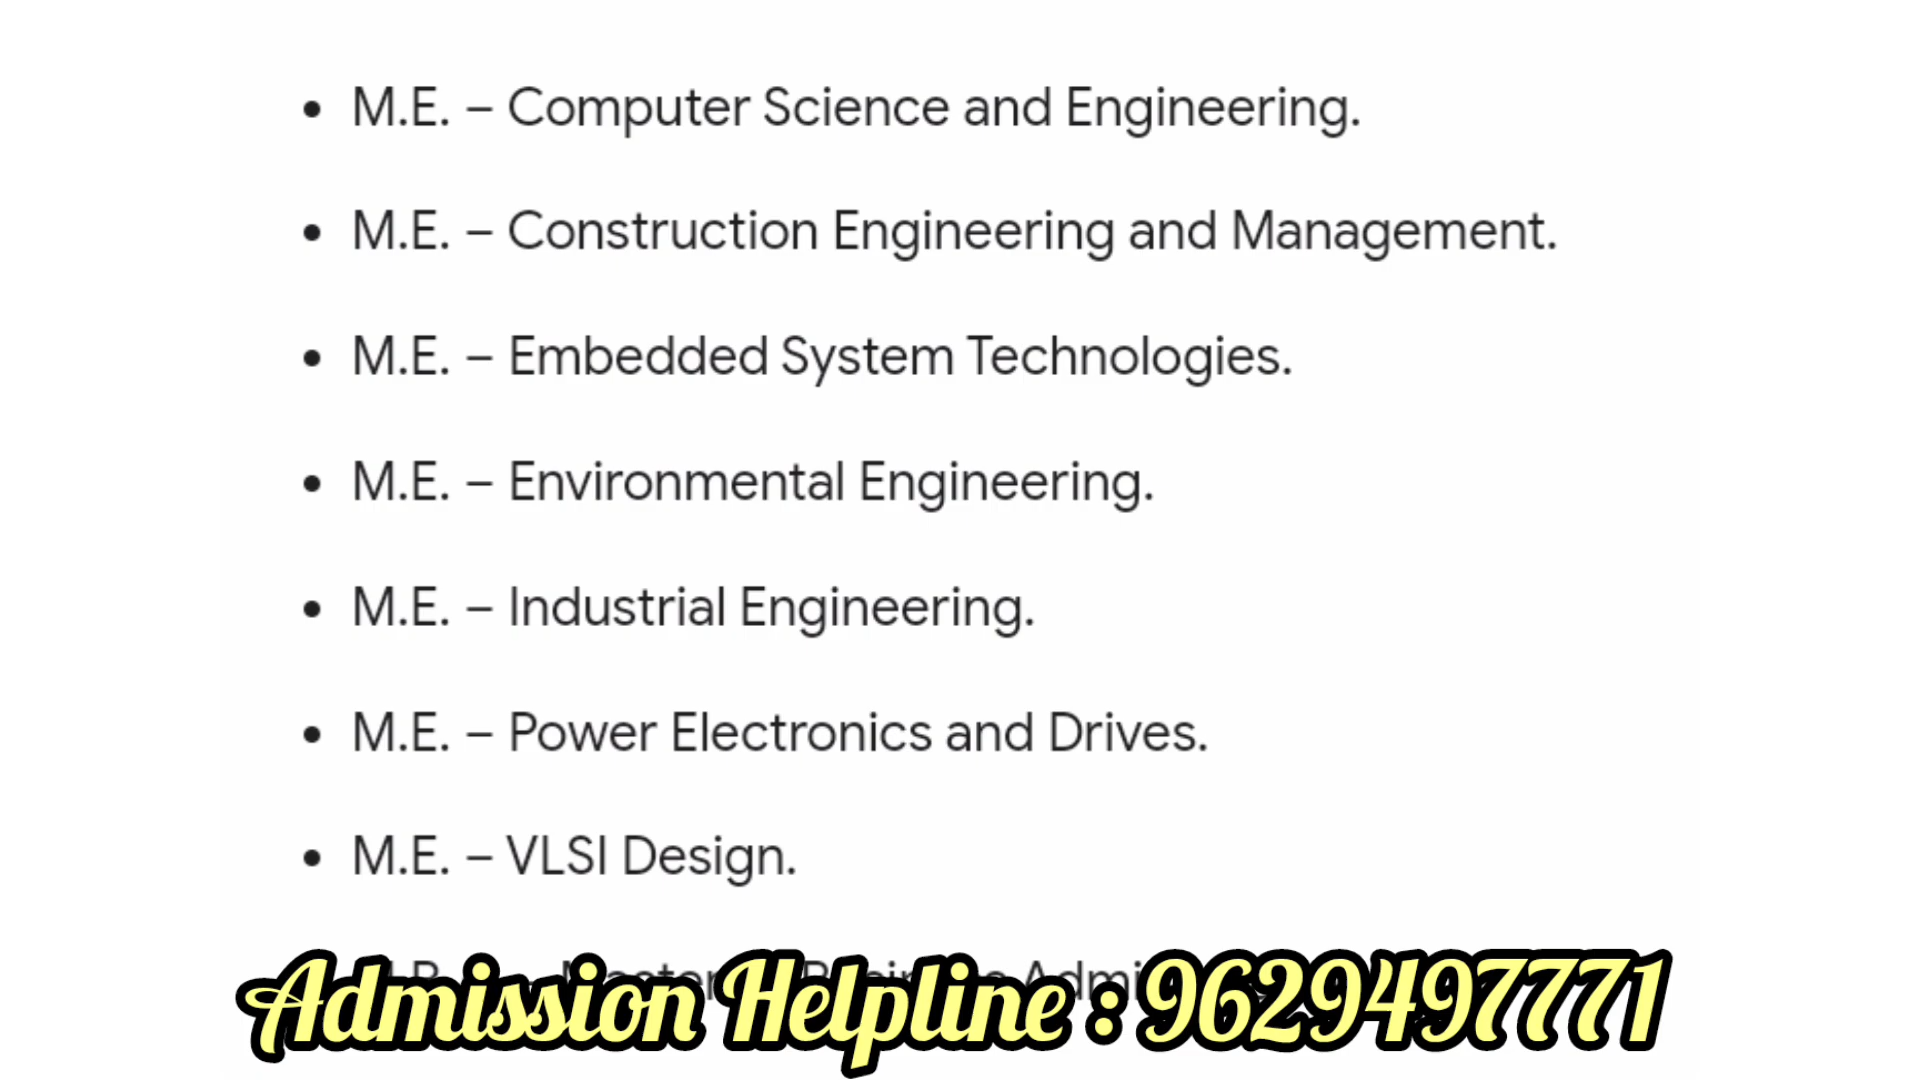 • M.E. – Computer Science and Engineering.
• M.E. – Construction Engineering and Management.
• M.E. – Embedded System Technologies.
• M.E. – Environmental Engineering.
• M.E. – Industrial Engineering.
• M.E. – Power Electronics and Drives.
• M.E. – VLSI Design.
Admission Helpline : 9629497771